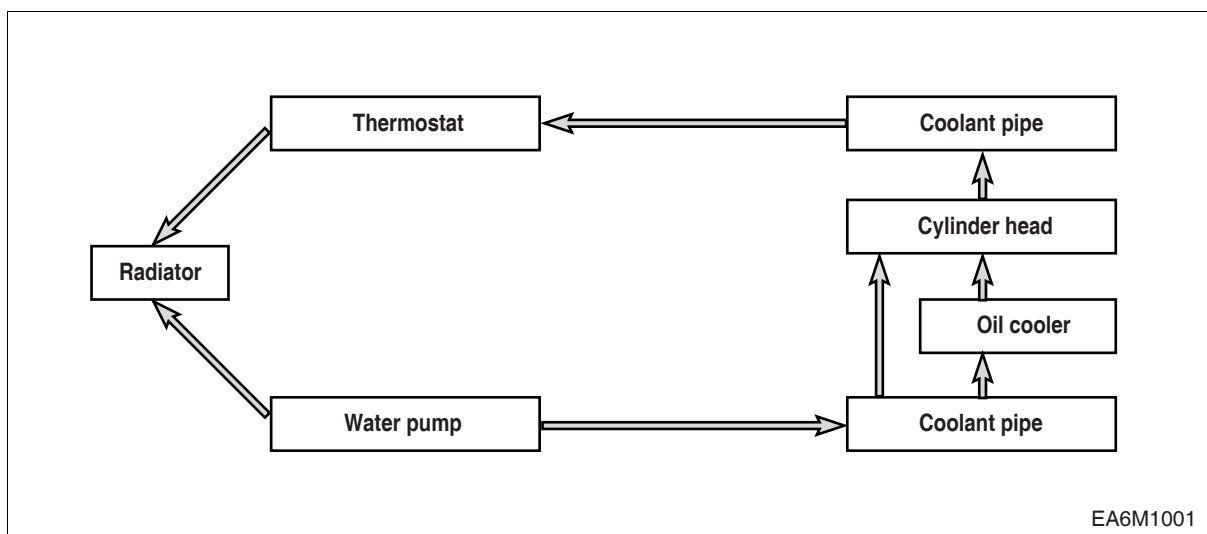 Thermostat
Coolant pipe
Cylinder head
Radiator
Oil cooler
Water pump
Coolant pipe
EA6M1001